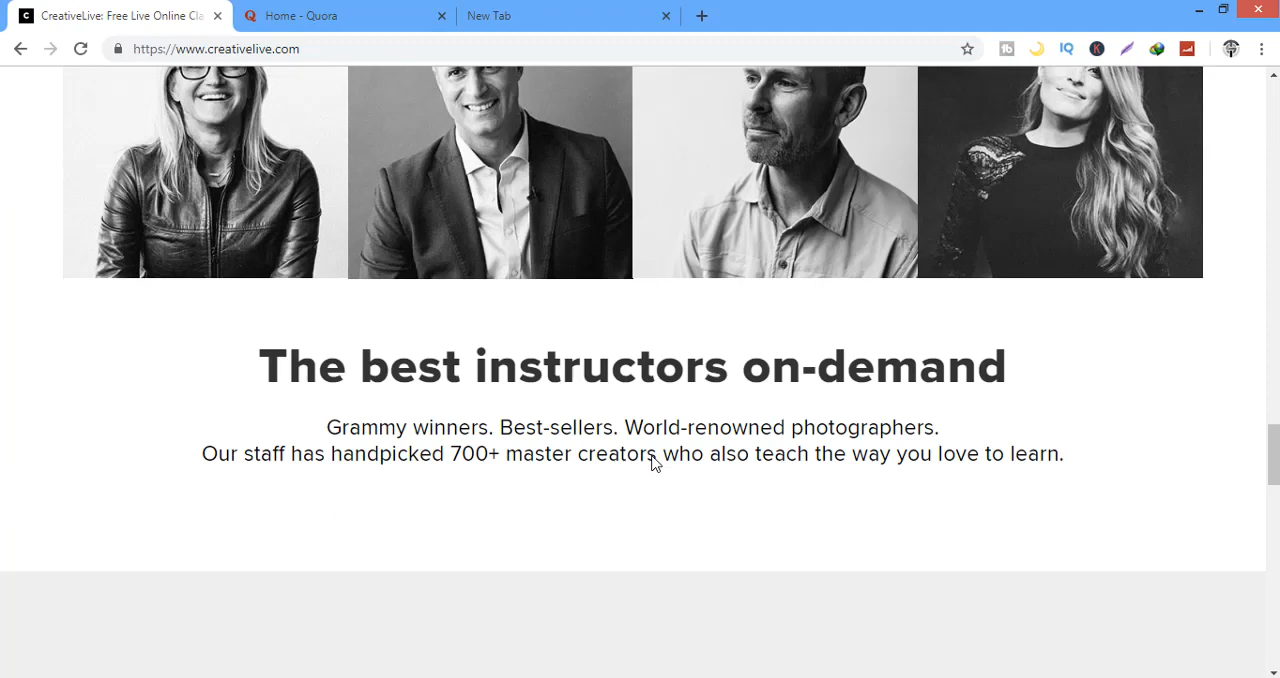 CreativeLive: Free Live Online Cla
Home - Quora
New Tab
https://www.creativelive.com
The best instructors on-demand
Grammy winners. Best-sellers. World-renowned photographers.
Our staff has handpicked 700+ master creators who also teach the way you love to learn.